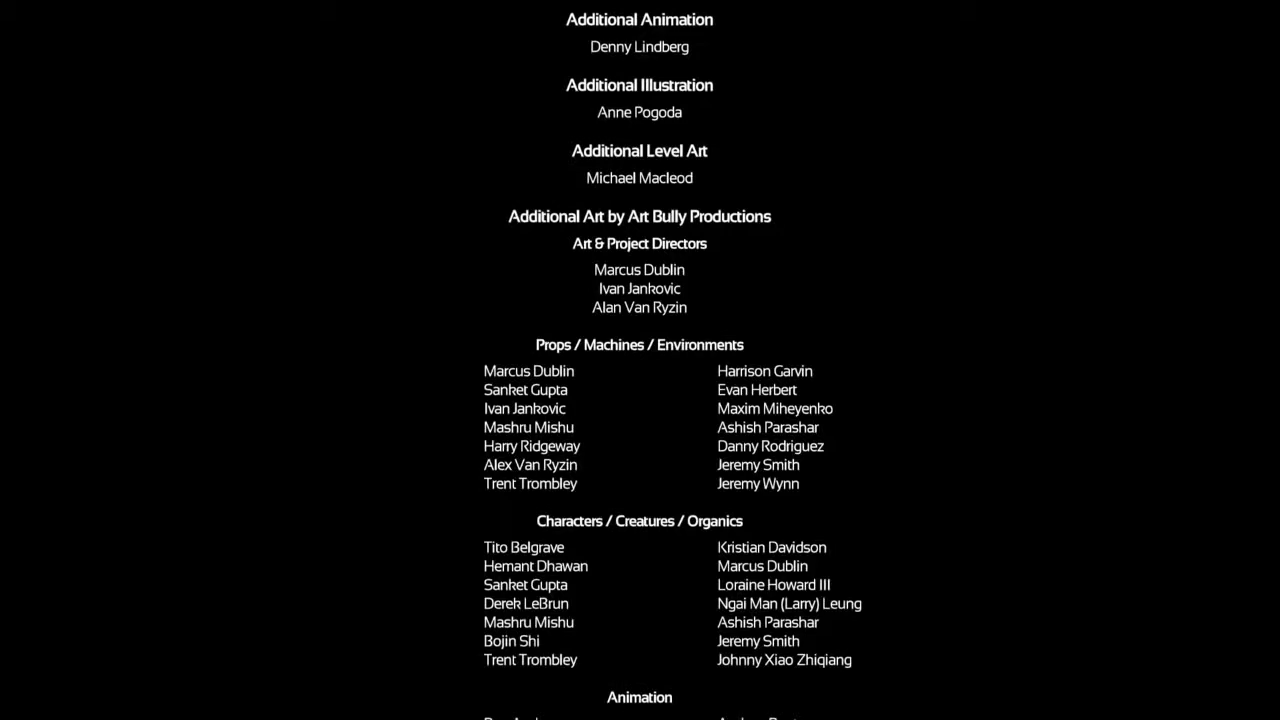 Additional Animation
Denny Lindberg
Additional Illustration
Anne Pogoda
Additional Level Art
Michael Macleod
Additional Art by Art Bully Productions
Art & Project Directors
Marcus Dublin
Ivan Jankovic
Alan Van Ryzin
Props / Machines / Environments
Marcus Dublin Harrison Garvin
Sanket Gupta Evan Herbert
Ivan Jankovic Maxim Miheyenko
Mashru Mishu Ashish Parashar
Harry Ridgeway Danny Rodriguez
Alex Van Ryzin Jeremy Smith
Trent Trombley Jeremy Wynn
Characters / Creatures / Organics
Tito Belgrave Kristian Davidson
Hemant Dhawan Marcus Dublin
Sanket Gupta Loraine Howard III
Derek LeBrun Ngai Man (Larry) Leung
Mashru Mishu Ashish Parashar
Bojin Shi Jeremy Smith
Trent Trombley Johnny Xiao Zhiqiang
Animation